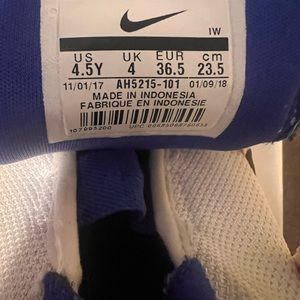 IW
US UK EUR cm
4.5Y 4 36.5 23.5
11/01/17 AH5215-101 01/09/18
MADE IN INDONESIA
FABRIQUE EN INDONESIE